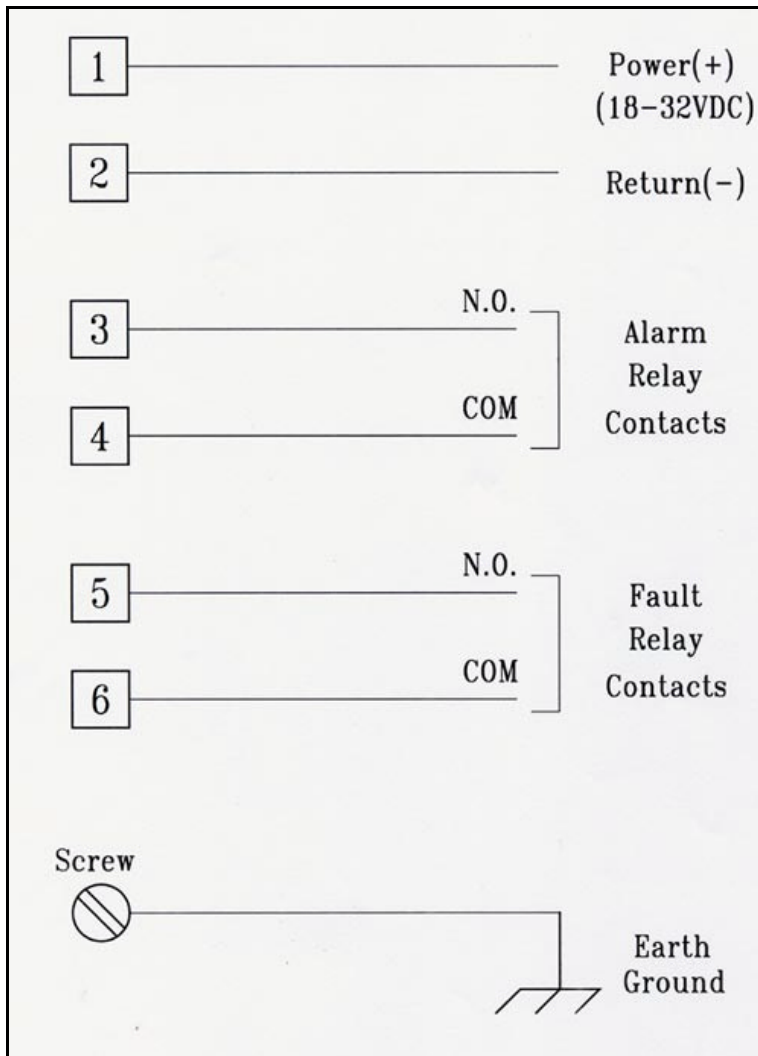 1
Power(+)
(18-32VDC)
2
Return(-)
3
N.O.
4
COM
Alarm
Relay
Contacts
5
N.O.
6
COM
Fault
Relay
Contacts
Screw
Earth
Ground